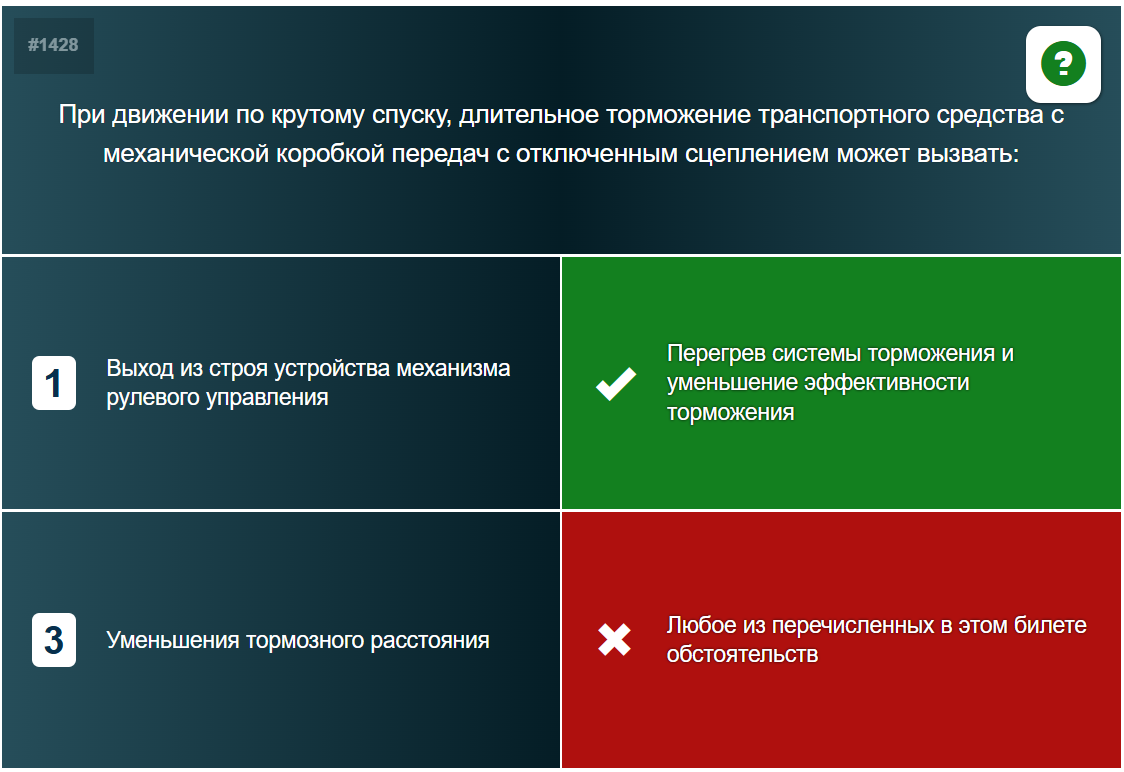 #1428
?
При движении по крутому спуску, длительное торможение транспортного средства с
механической коробкой передач с отключенным сцеплением может вызвать:
1
Выход из строя устройства механизма
рулевого управления
Перегрев системы торможения и
уменьшение эффективности
торможения
3
Уменьшения тормозного расстояния
Любое из перечисленных в этом билете
обстоятельств